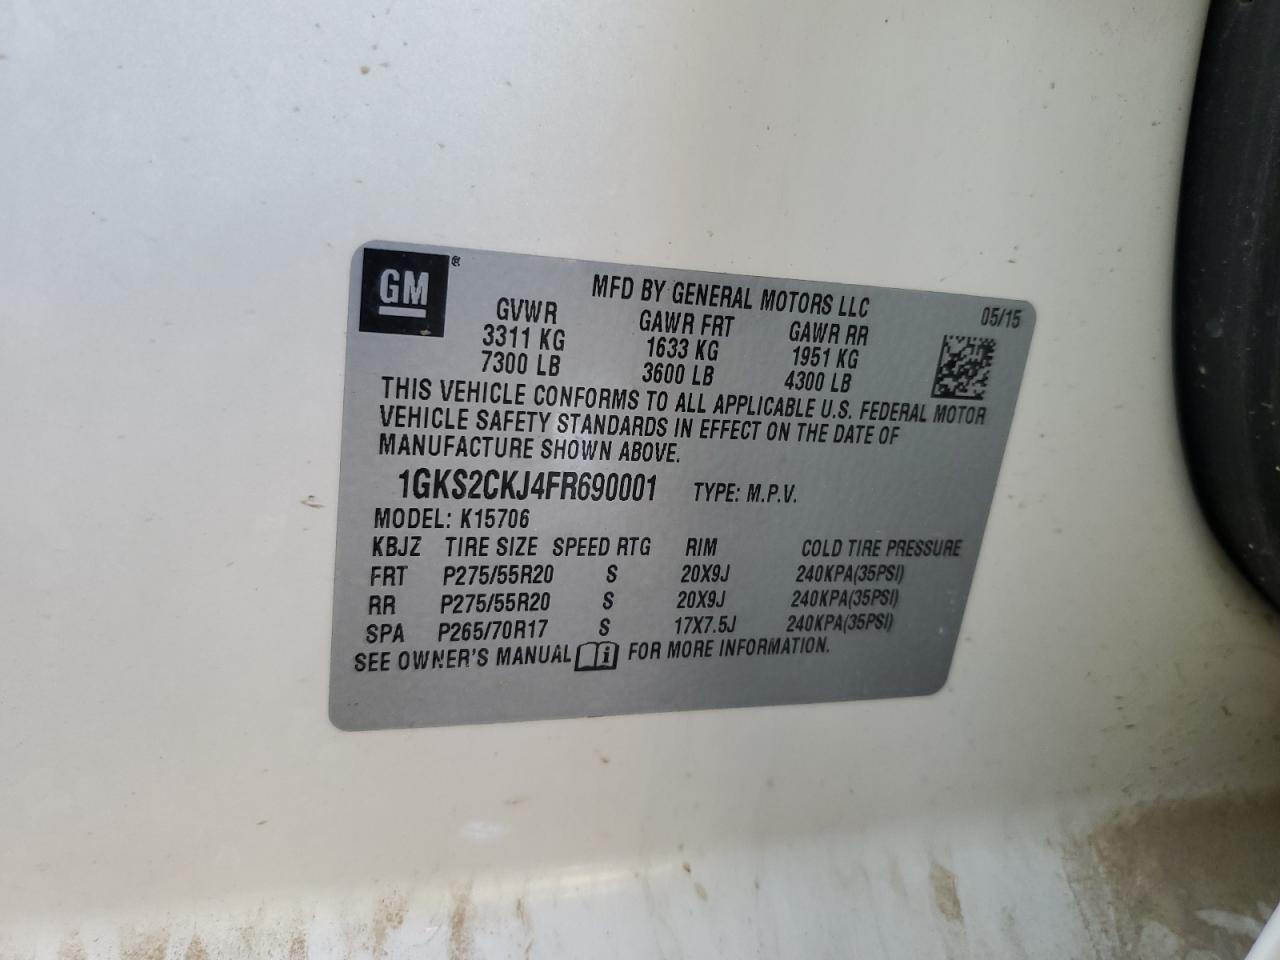 GM ®
MFD BY GENERAL MOTORS LLC 05/15
GVWR GAWR FRT GAWR RR
3311 KG 1633 KG 1951 KG
7300 LB 3600 LB 4300 LB
THIS VEHICLE CONFORMS TO ALL APPLICABLE U.S. FEDERAL MOTOR
VEHICLE SAFETY STANDARDS IN EFFECT ON THE DATE OF
MANUFACTURE SHOWN ABOVE.
1GKS2CKJ4FR690001 TYPE: M.P.V.
MODEL: K15706
KBJZ TIRE SIZE SPEED RTG RIM COLD TIRE PRESSURE
FRT P275/55R20 S 20X9J 240KPA(35PSI)
RR P275/55R20 S 20X9J 240KPA(35PSI)
SPA P265/70R17 S 17X7.5J 240KPA(35PSI)
SEE OWNER'S MANUAL i FOR MORE INFORMATION.